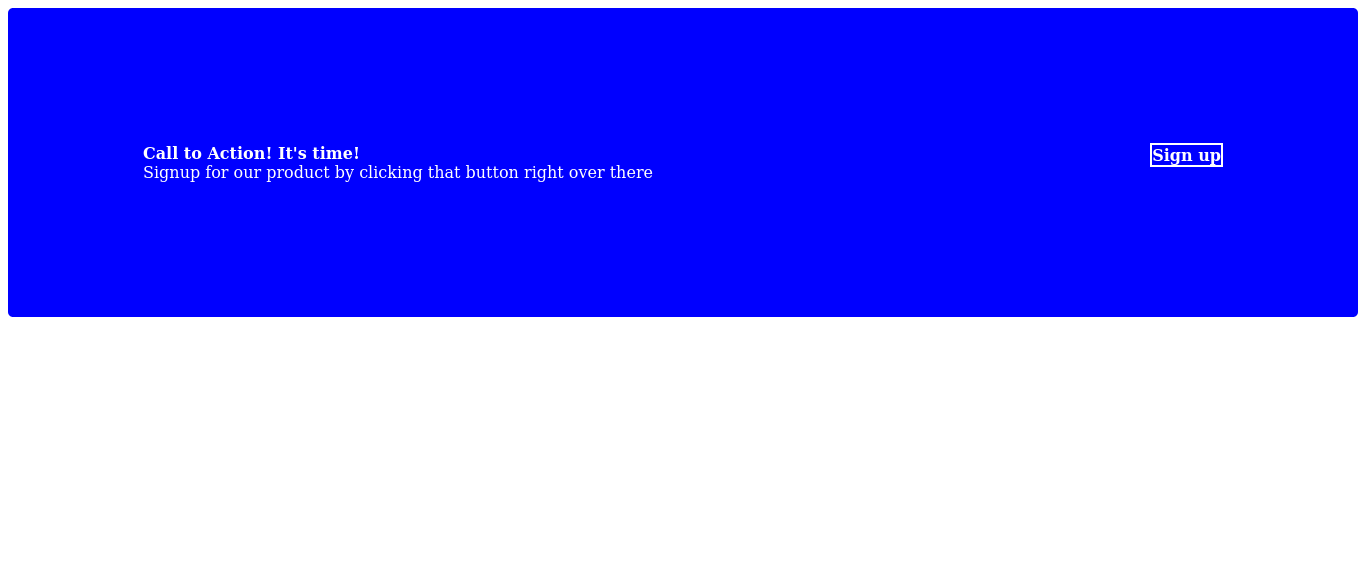 Call to Action! It's time!
Signup for our product by clicking that button right over there
Sign up